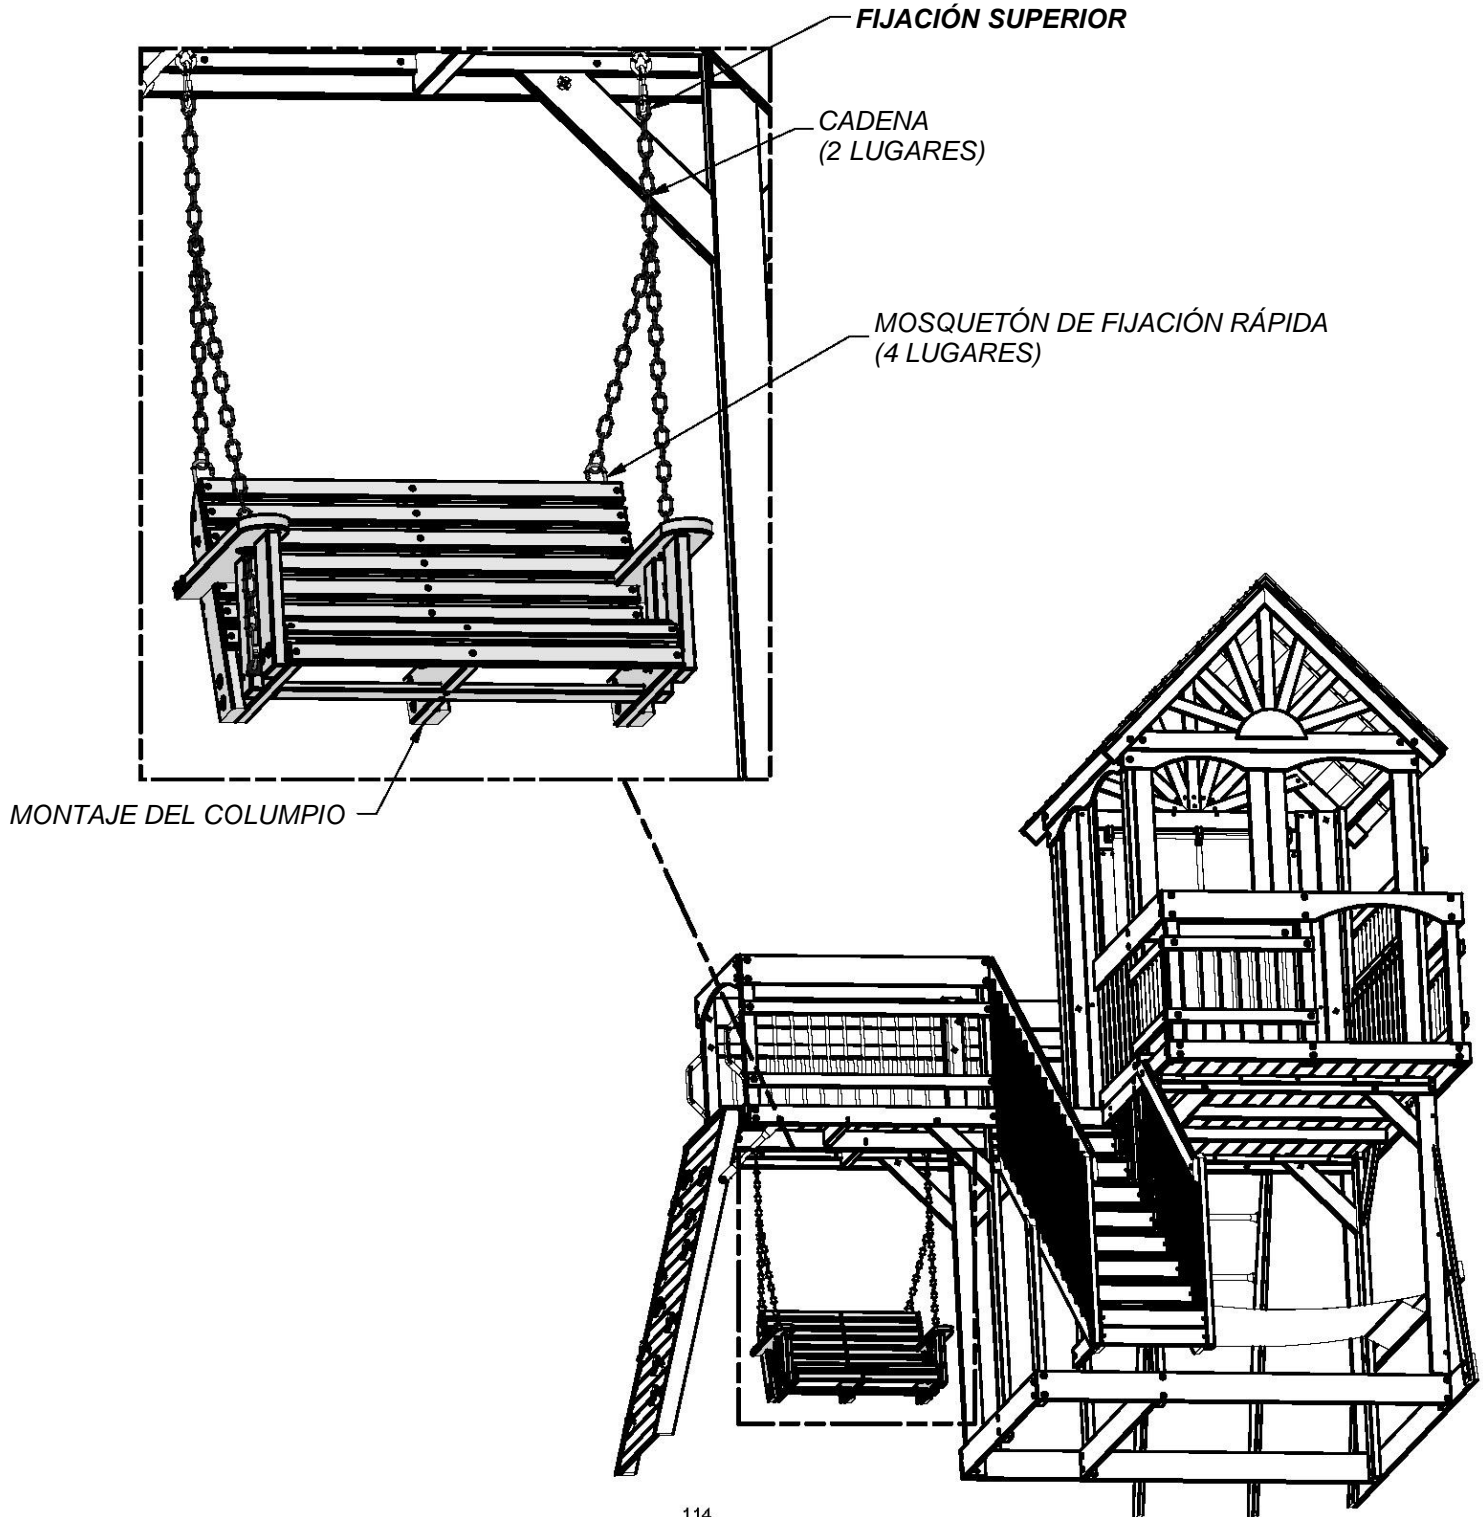 FIJACIÓN SUPERIOR
CADENA
(2 LUGARES)
MOSQUETÓN DE FIJACIÓN RÁPIDA
(4 LUGARES)
MONTAJE DEL COLUMPIO
114